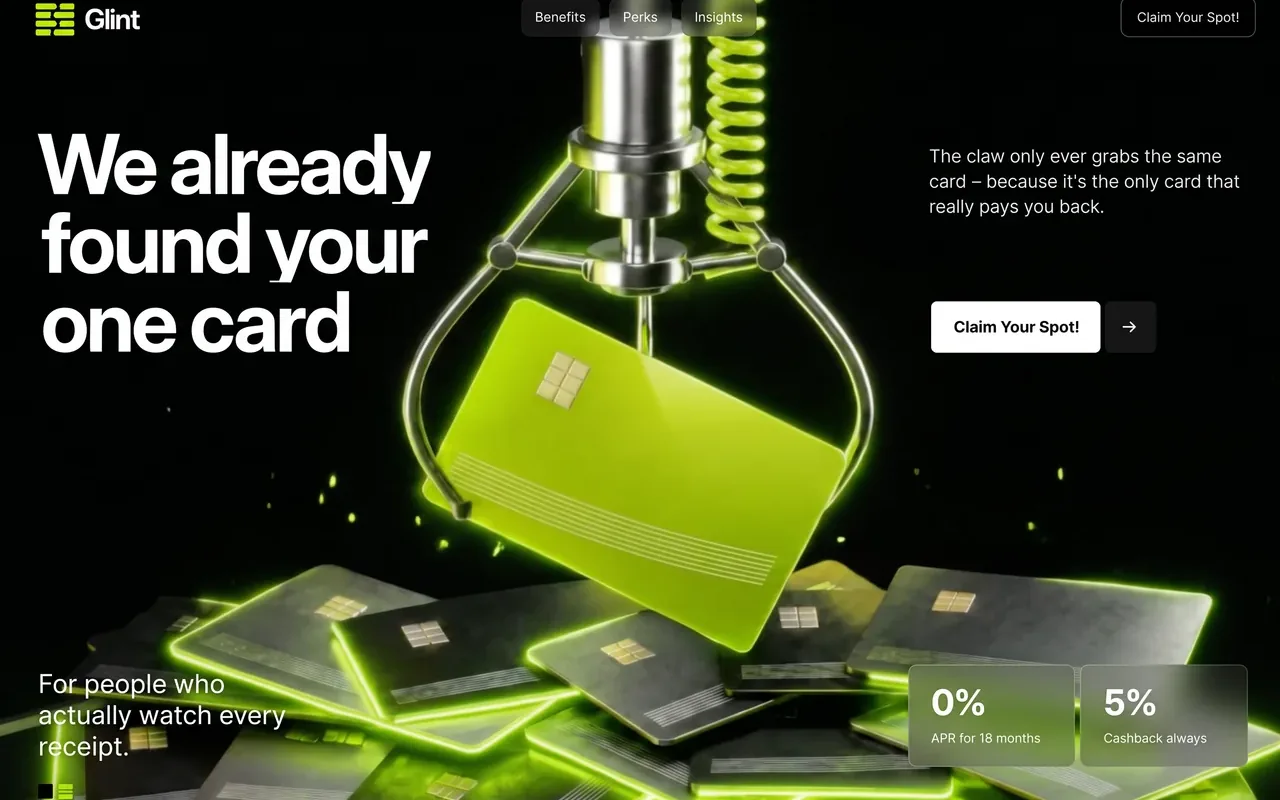 Glint
Benefits
Perks
Insights
Claim Your Spot!
We already
found your
one card
The claw only ever grabs the same
card – because it's the only card that
really pays you back.
Claim Your Spot!
For people who
actually watch every
receipt.
0%
APR for 18 months
5%
Cashback always